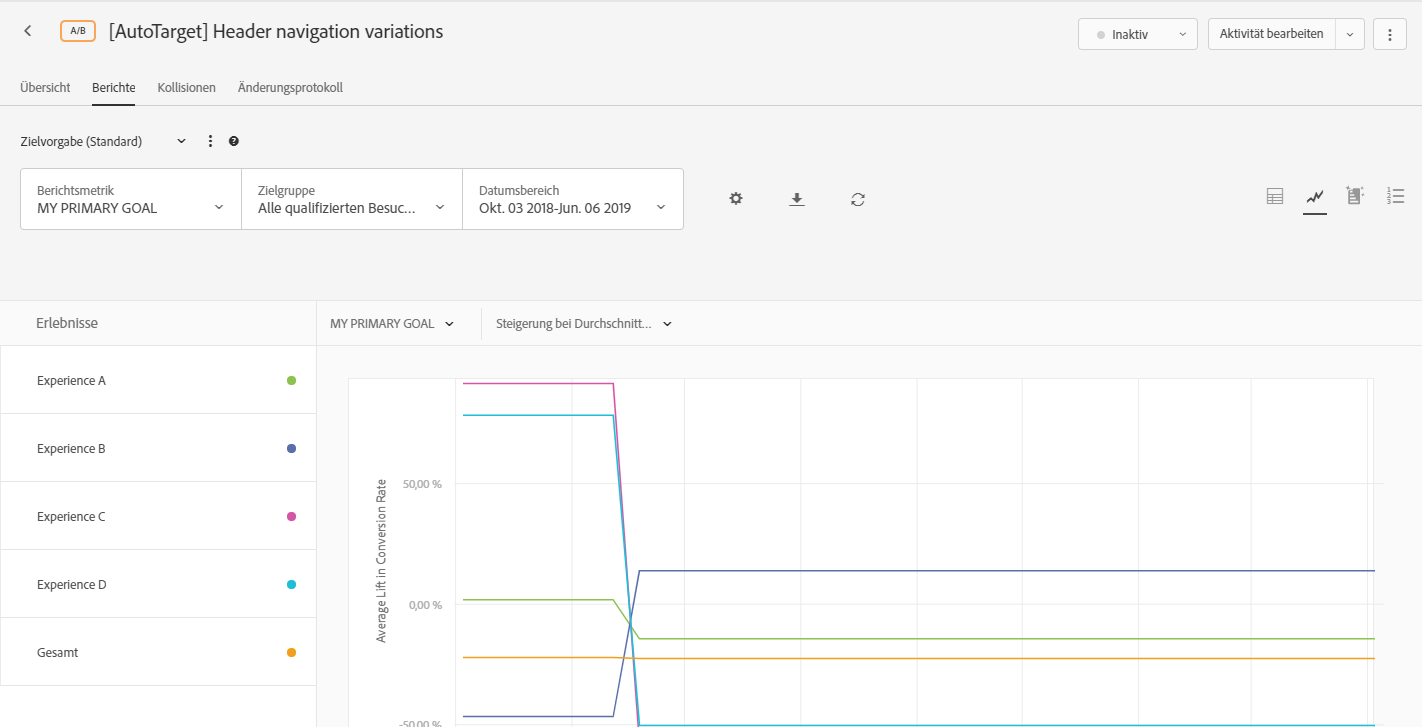 A/B [AutoTarget] Header navigation variations
Inaktiv
Aktivität bearbeiten
Übersicht Berichte Kollisionen Änderungsprotokoll
Zielvorgabe (Standard)
Berichtsmetrik
MY PRIMARY GOAL
Zielgruppe
Alle qualifizierten Besuc...
Datumsbereich
Okt. 03 2018-Jun. 06 2019
Erlebnisse
MY PRIMARY GOAL
Steigerung bei Durchschnitt...
Experience A
Experience B
Experience C
Experience D
Gesamt
Average Lift in Conversion Rate
50,00 %
0,00 %
-50,00 %